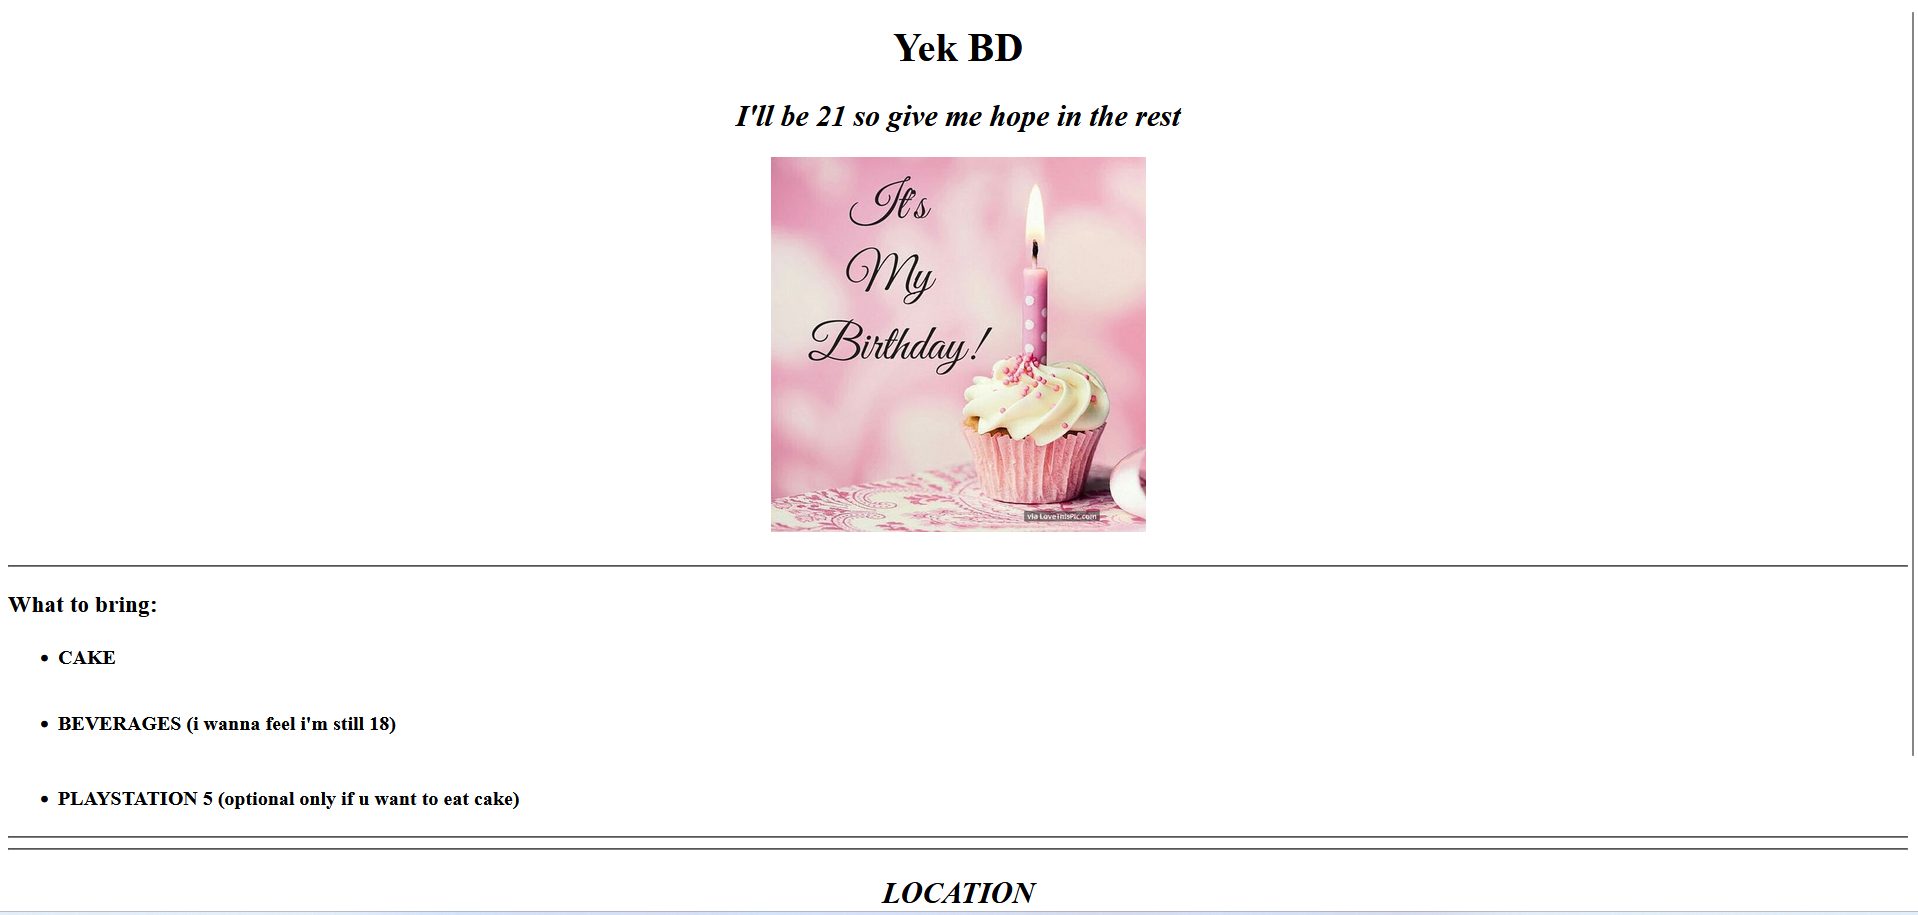 Yek BD
I'll be 21 so give me hope in the rest
It's
My
Birthday!
via LoveThisPic.com
What to bring:
CAKE
BEVERAGES (i wanna feel i'm still 18)
PLAYSTATION 5 (optional only if u want to eat cake)
LOCATION